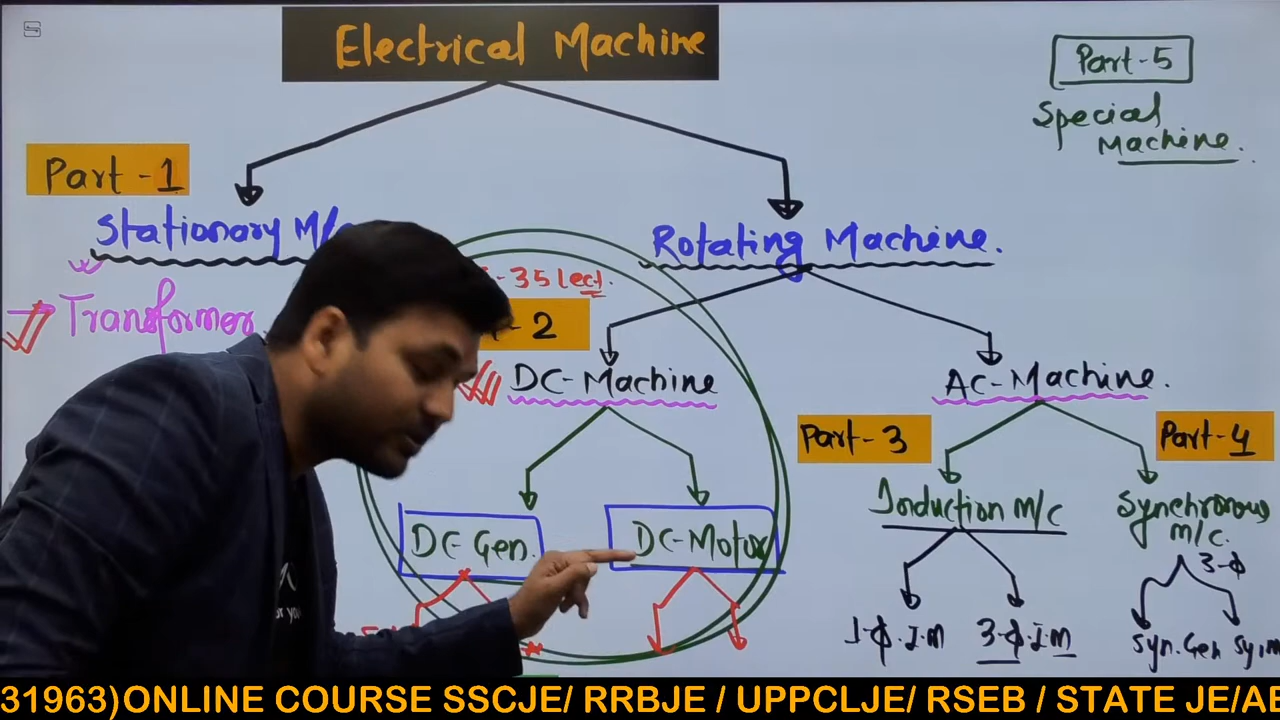 Electrical Machine
Part-5
Special
Machine.
Part-1
Stationary M/
Rotating Machine.
35 lect.
Transformer
-2
DC-Machine
AC-Machine.
Part-3
Part-4
Induction M/C
Synchronous
M/C.
DC-Gen.
DC-Motor
3-ϕ
1-ϕ.I.M
3-ϕ I.M
Syn.Gen
31963)ONLINE COURSE SSCJE/ RRBJE / UPPCLJE/ RSEB / STATE JE/AE